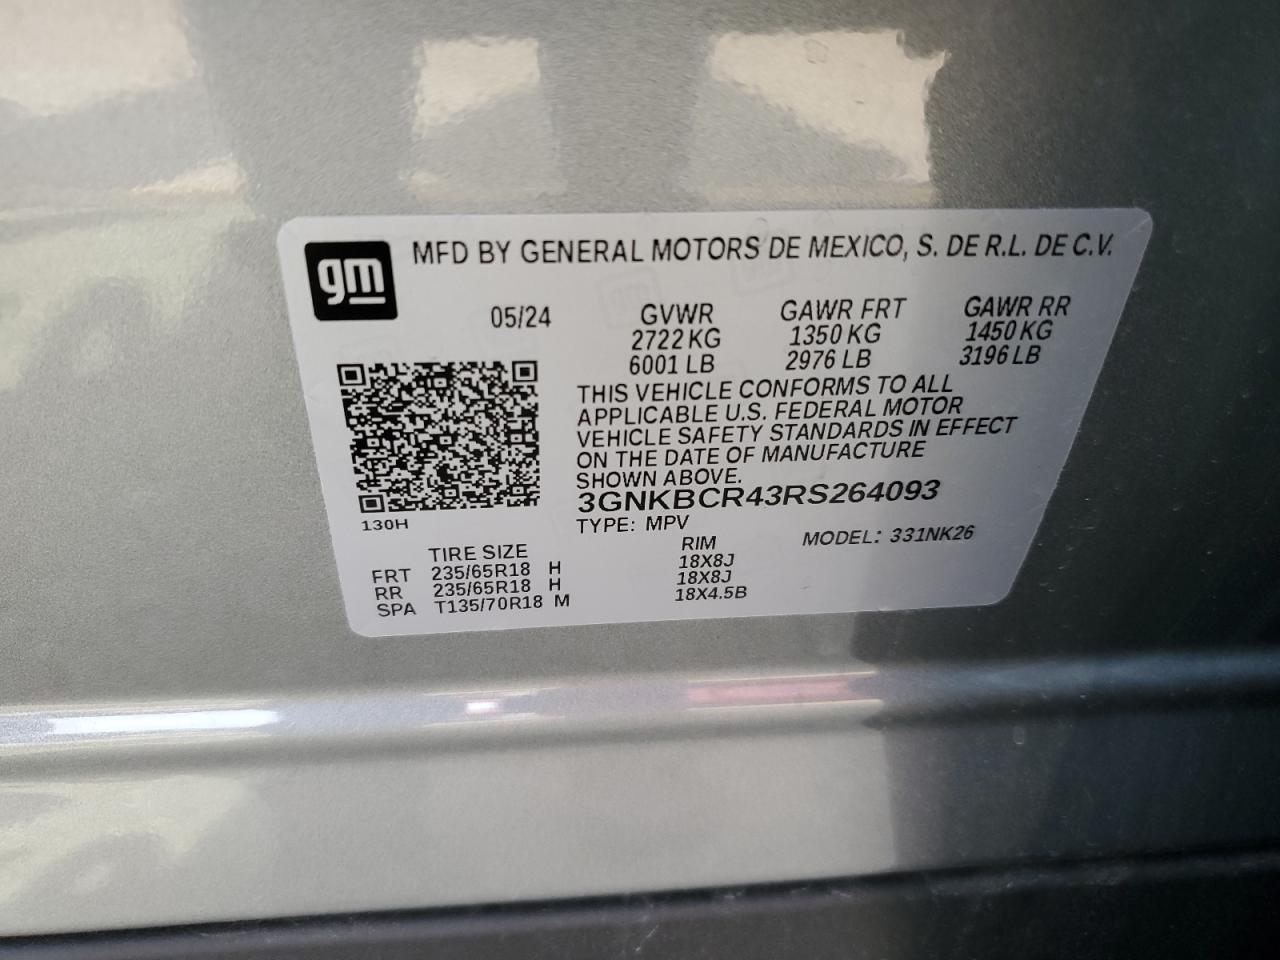 gm
MFD BY GENERAL MOTORS DE MEXICO, S. DE R.L. DE C.V.
05/24
GVWR GAWR FRT GAWR RR
2722 KG 1350 KG 1450 KG
6001 LB 2976 LB 3196 LB
THIS VEHICLE CONFORMS TO ALL
APPLICABLE U.S. FEDERAL MOTOR
VEHICLE SAFETY STANDARDS IN EFFECT
ON THE DATE OF MANUFACTURE
SHOWN ABOVE.
3GNKBCR43RS264093
130H
TYPE: MPV MODEL: 331NK26
TIRE SIZE RIM
FRT 235/65R18 H 18X8J
RR 235/65R18 H 18X8J
SPA T135/70R18 M 18X4.5B